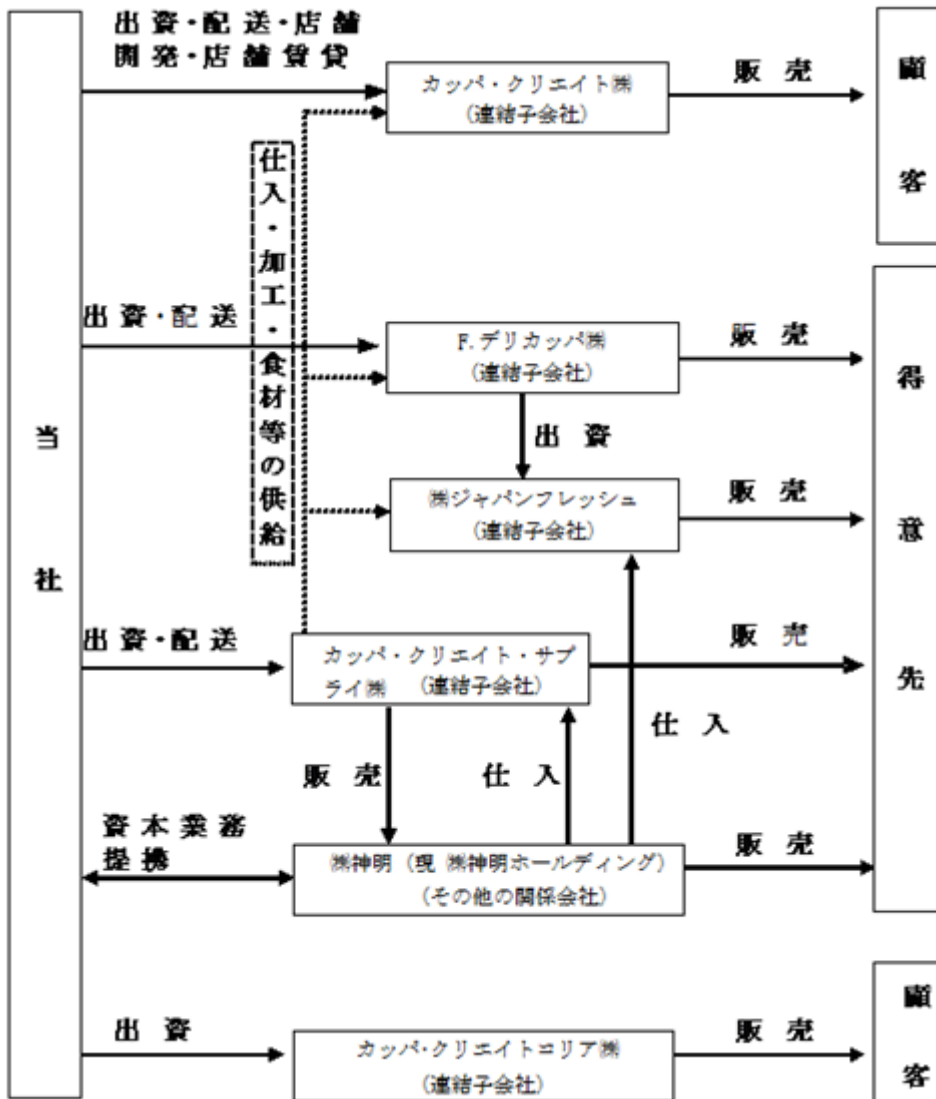 出資・配送・店舗
開発・店舗賃貸
カッパ・クリエイト㈱
(連結子会社)
販売
顧客
仕入・加工・食材等の供給
出資・配送
F.デリカッパ㈱
(連結子会社)
販売
得意先
出資
当社
㈱ジャパンフレッシュ
(連結子会社)
販売
出資・配送
カッパ・クリエイト・サプ
ライ㈱ (連結子会社)
販売
販売
仕入
仕入
資本業務
提携
㈱神明(現 ㈱神明ホールディング)
(その他の関係会社)
販売
出資
カッパ・クリエイトコリア㈱
(連結子会社)
販売
顧客